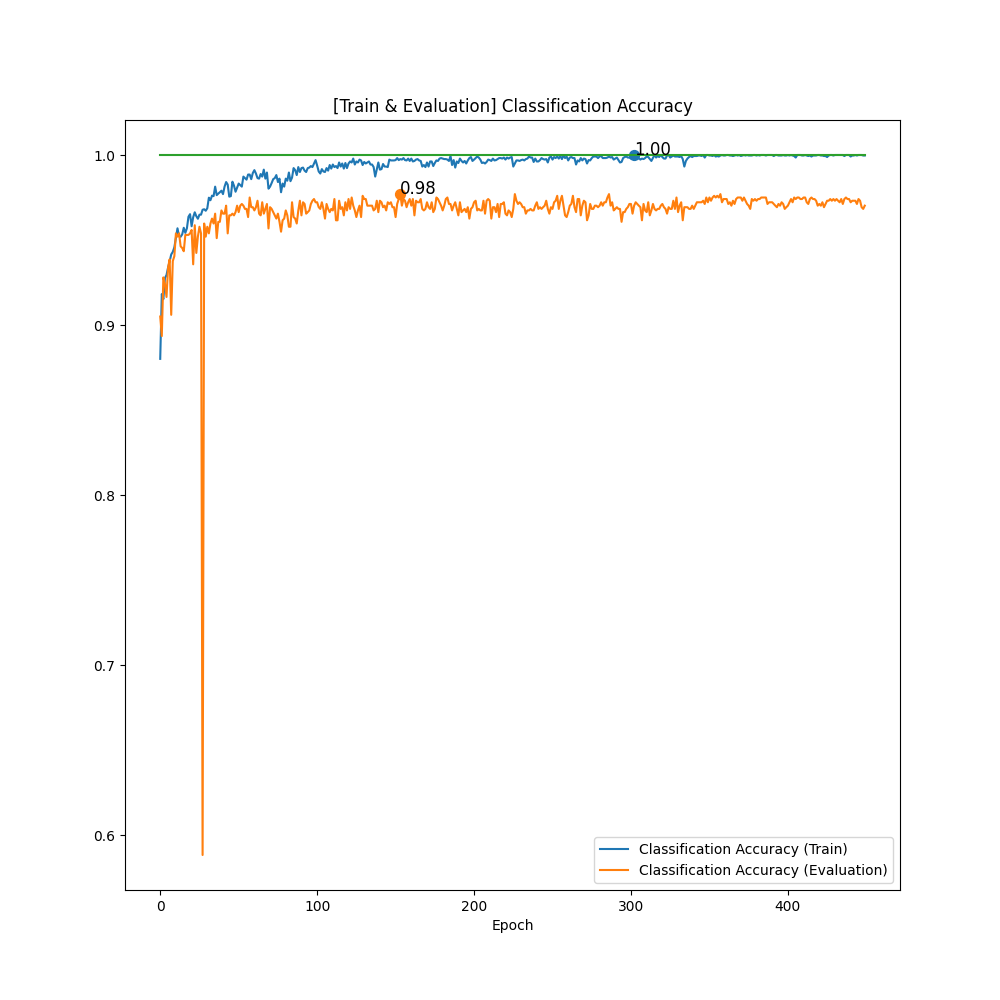 [Train & Evaluation] Classification Accuracy
1.0
1.00
0.98
0.9
0.8
0.7
0.6
Classification Accuracy (Train)
Classification Accuracy (Evaluation)
0 100 200 300 400
Epoch